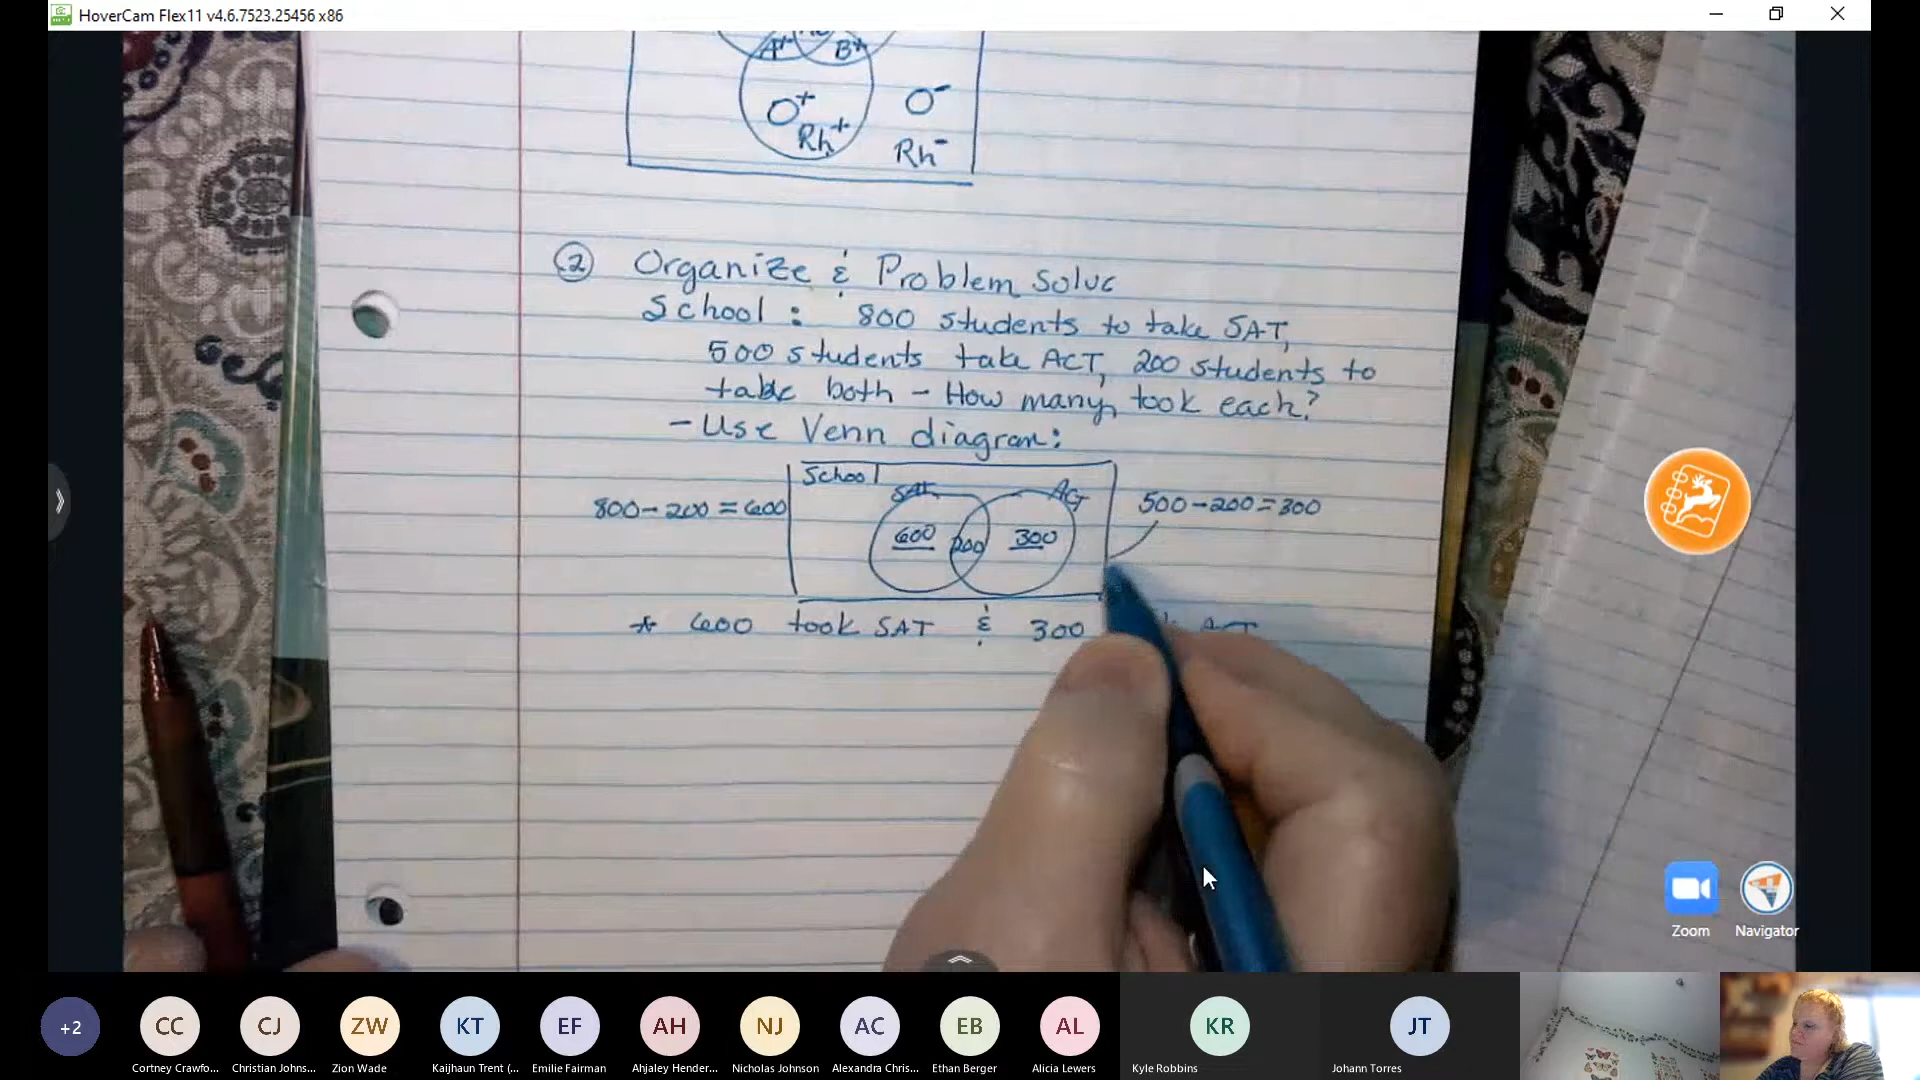 HoverCam Flex11 v4.6.7523.25456 x86
A+ B+
O+ O-
Rh+ Rh-
② Organize & Problem Solve
School: 800 students to take SAT,
500 students take ACT, 200 students to
take both - How many took each?
- Use Venn diagram:
School
SAT ACT
800-200=600 500-200=300
600 200 300
* 600 took SAT & 300 ACT
Zoom Navigator
+2 CC CJ ZW KT EF AH NJ AC EB AL KR JT
Cortney Crawfo... Christian Johns... Zion Wade Kaijhaun Trent (... Emilie Fairman Ahjaley Hender... Nicholas Johnson Alexandra Chris... Ethan Berger Alicia Lewers Kyle Robbins Johann Torres